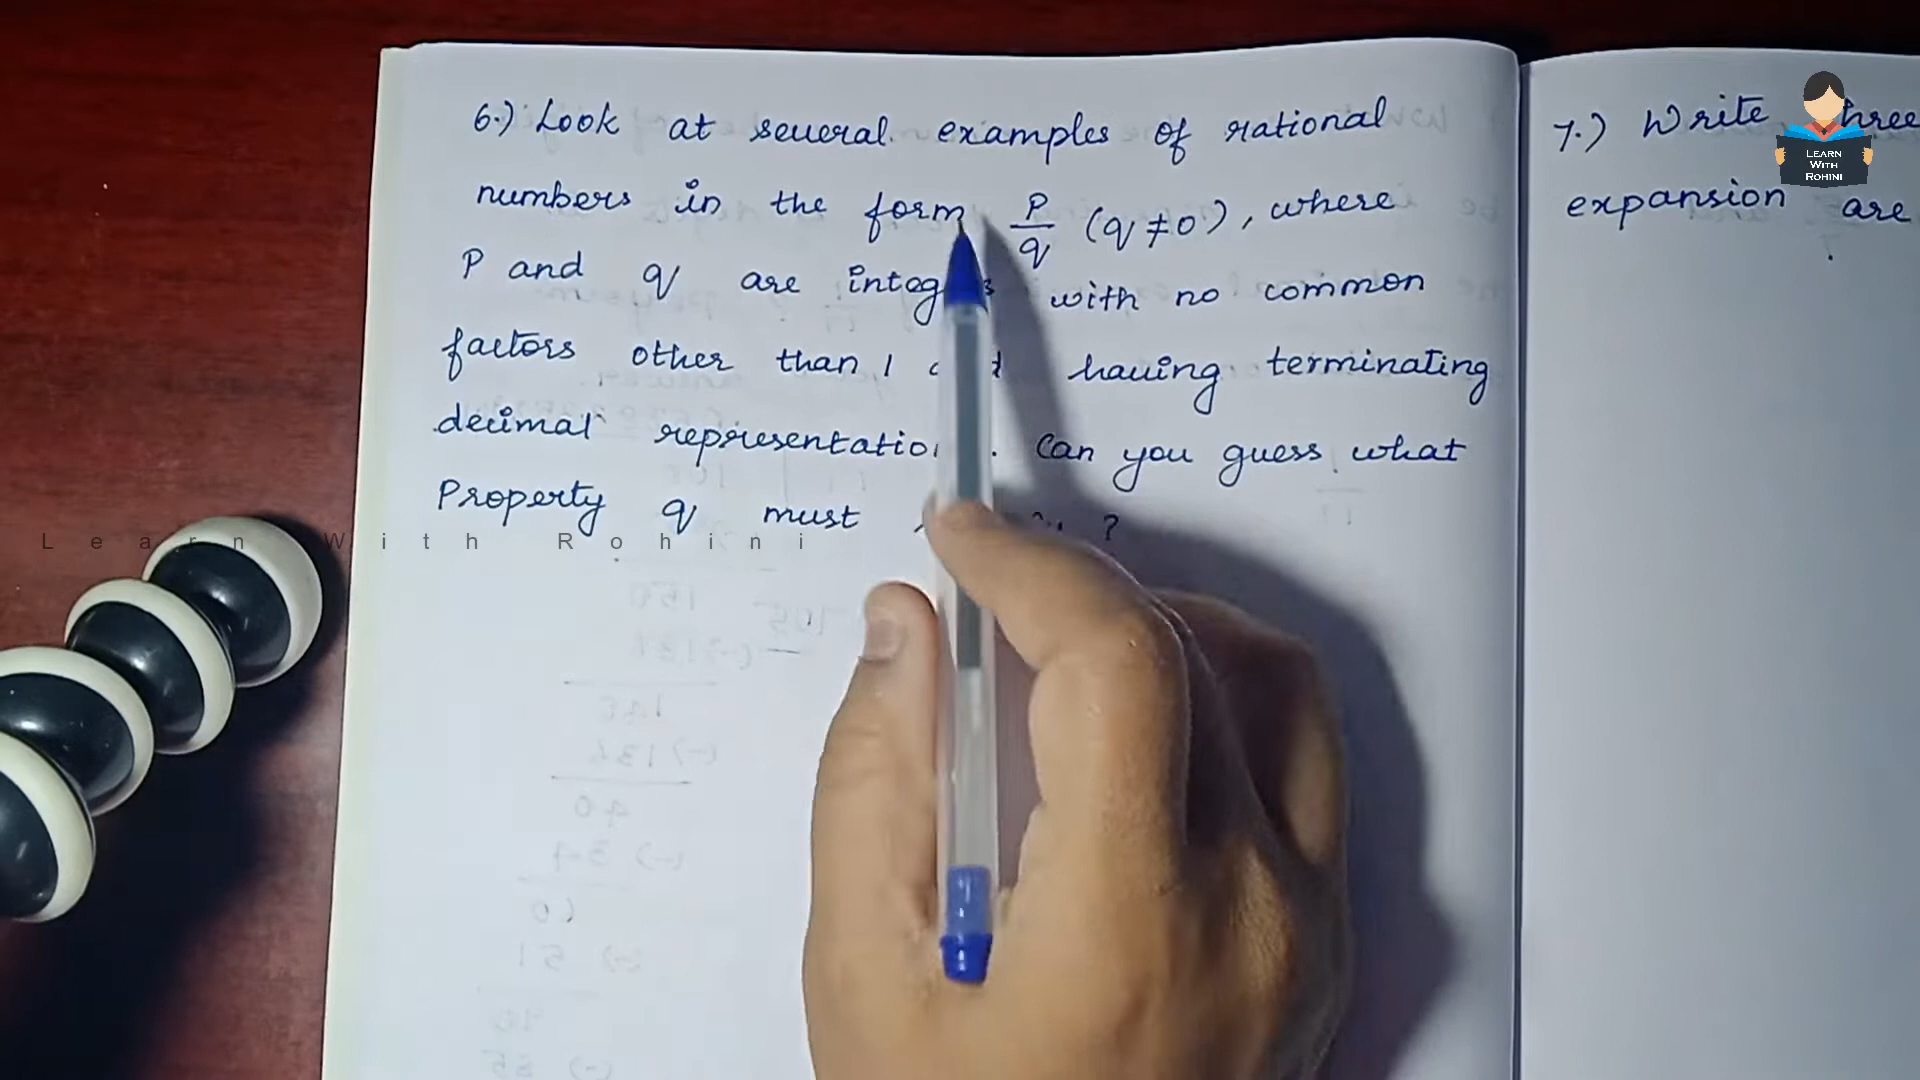 6.) Look at several examples of rational
numbers in the form P/q (q ≠ 0), where
P and q are integ s with no common
factors other than 1 having terminating
decimal representatio . Can you guess what
Property q must ?
7.) Write three
expansion are
LEARN
WITH
ROHINI
Learn With Rohini